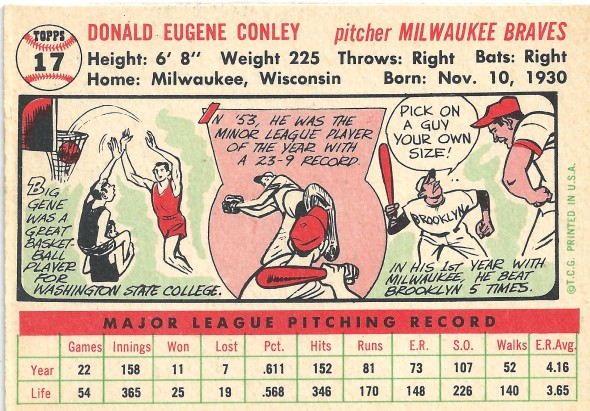 TOPPS
17
DONALD EUGENE CONLEY pitcher MILWAUKEE BRAVES
Height: 6' 8" Weight 225 Throws: Right Bats: Right
Home: Milwaukee, Wisconsin Born: Nov. 10, 1930
BIG
GENE
WAS A
GREAT
BASKET-
BALL
PLAYER
FOR
WASHINGTON STATE COLLEGE.
IN '53, HE WAS THE
MINOR LEAGUE PLAYER
OF THE YEAR WITH
A 23-9 RECORD.
PICK ON
A GUY
YOUR OWN
SIZE!
BROOKLYN
IN HIS 1ST YEAR WITH
MILWAUKEE, HE BEAT
BROOKLYN 5 TIMES.
©T.C.G. PRINTED IN U.S.A.
MAJOR LEAGUE PITCHING RECORD
Games Innings Won Lost Pct. Hits Runs E.R. S.O. Walks E.R.Avg.
Year 22 158 11 7 .611 152 81 73 107 52 4.16
Life 54 365 25 19 .568 346 170 148 226 140 3.65